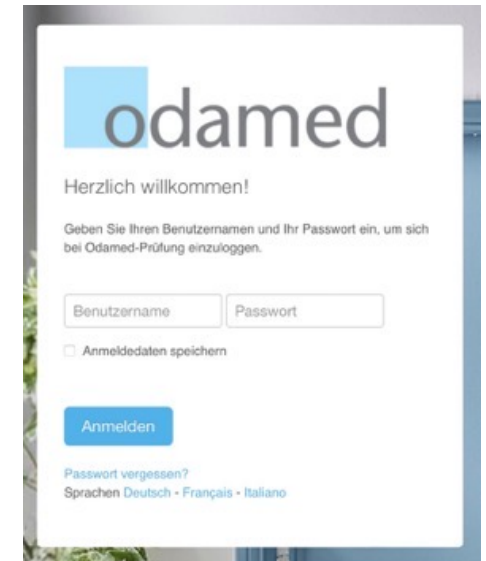 odamed
Herzlich willkommen!
Geben Sie Ihren Benutzernamen und Ihr Passwort ein, um sich
bei Odamed-Prüfung einzuloggen.
Benutzername Passwort
Anmeldedaten speichern
Anmelden
Passwort vergessen?
Sprachen Deutsch - Français - Italiano